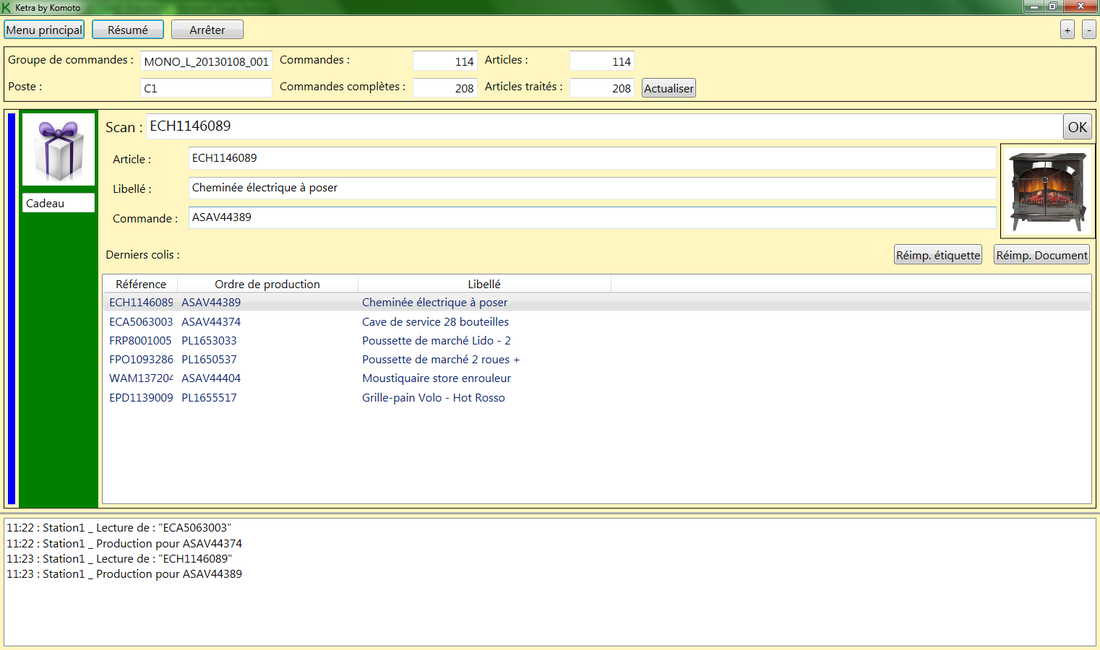 Ketra by Komoto
Menu principal Résumé Arrêter + -
Groupe de commandes : MONO_L_20130108_001 Commandes : 114 Articles : 114
Poste : C1 Commandes complètes : 208 Articles traités : 208 Actualiser
Scan : ECH1146089 OK
Article : ECH1146089
Libellé : Cheminée électrique à poser
Cadeau
Commande : ASAV44389
Derniers colis : Réimp. étiquette Réimp. Document
Référence Ordre de production Libellé
ECH1146089 ASAV44389 Cheminée électrique à poser
ECA5063003 ASAV44374 Cave de service 28 bouteilles
FRP8001005 PL1653033 Poussette de marché Lido - 2
FPO1093286 PL1650537 Poussette de marché 2 roues +
WAM137204 ASAV44404 Moustiquaire store enrouleur
EPD1139009 PL1655517 Grille-pain Volo - Hot Rosso
11:22 : Station1 _ Lecture de : "ECA5063003"
11:22 : Station1 _ Production pour ASAV44374
11:23 : Station1 _ Lecture de : "ECH1146089"
11:23 : Station1 _ Production pour ASAV44389